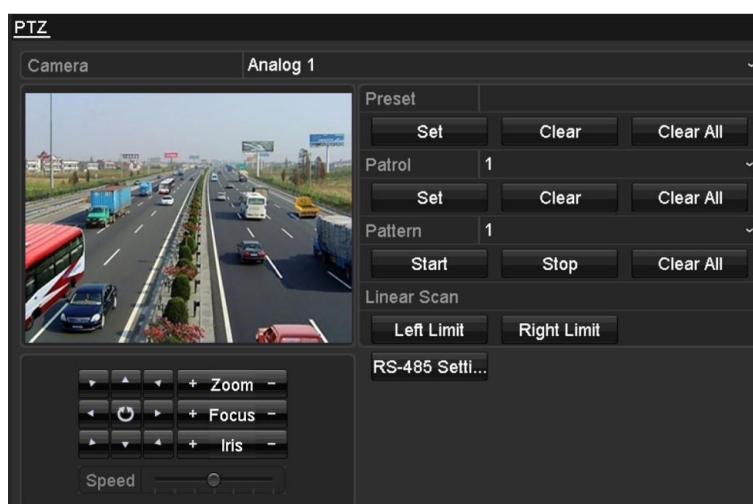 PTZ
Camera Analog 1
Preset
Set Clear Clear All
Patrol 1
Set Clear Clear All
Pattern 1
Start Stop Clear All
Linear Scan
Left Limit Right Limit
RS-485 Setti...
+ Zoom -
+ Focus -
+ Iris -
Speed